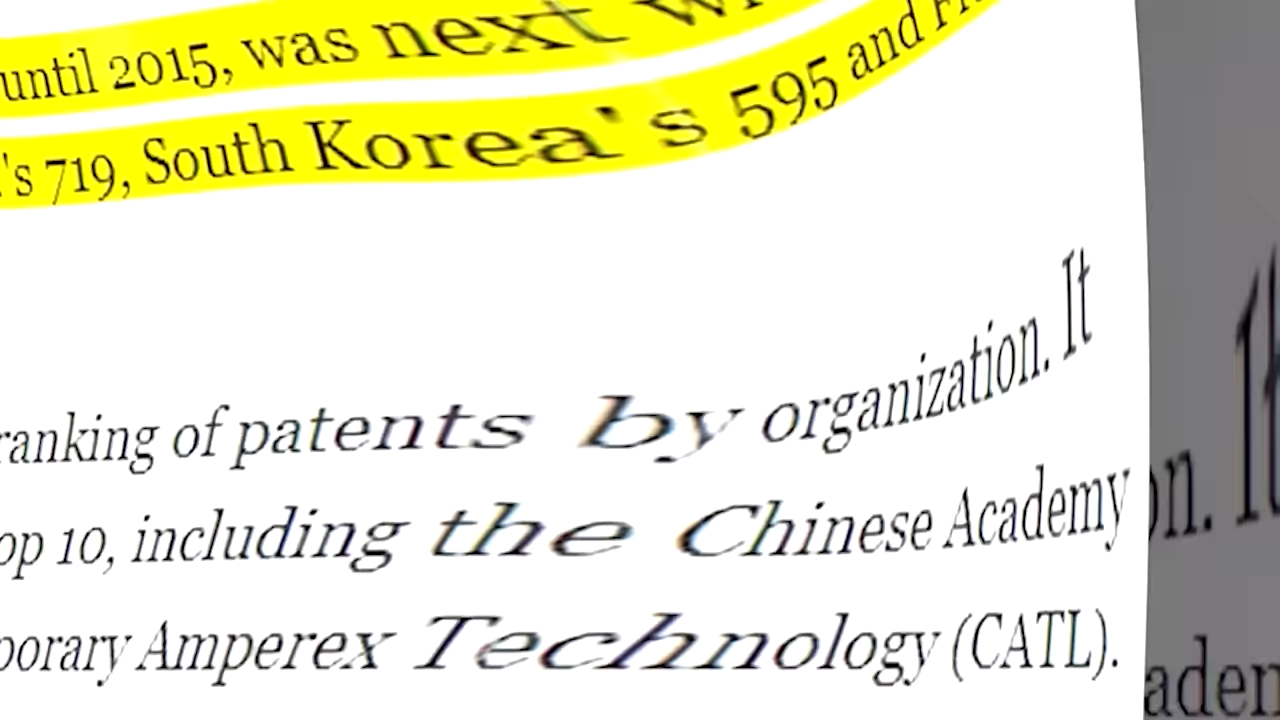 until 2015, was next
's 719, South Korea's 595 and
ranking of patents by organization. It
op 10, including the Chinese Academy
porary Amperex Technology (CATL).